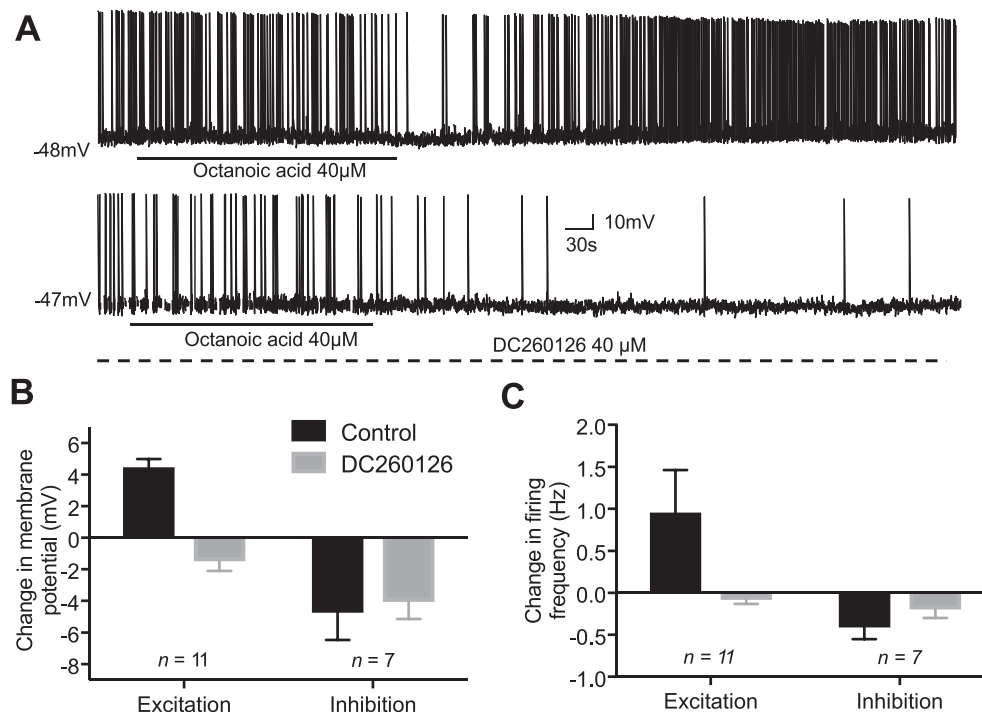 A
-48mV
Octanoic acid 40µM
10mV
30s
-47mV
Octanoic acid 40µM
DC260126 40 µM
B
Control
DC260126
Change in membrane
potential (mV)
6
4
2
0
-2
-4
-6
-8
n = 11
n = 7
Excitation
Inhibition
C
Change in firing
frequency (Hz)
2.0
1.5
1.0
0.5
0.0
-0.5
-1.0
n = 11
n = 7
Excitation
Inhibition